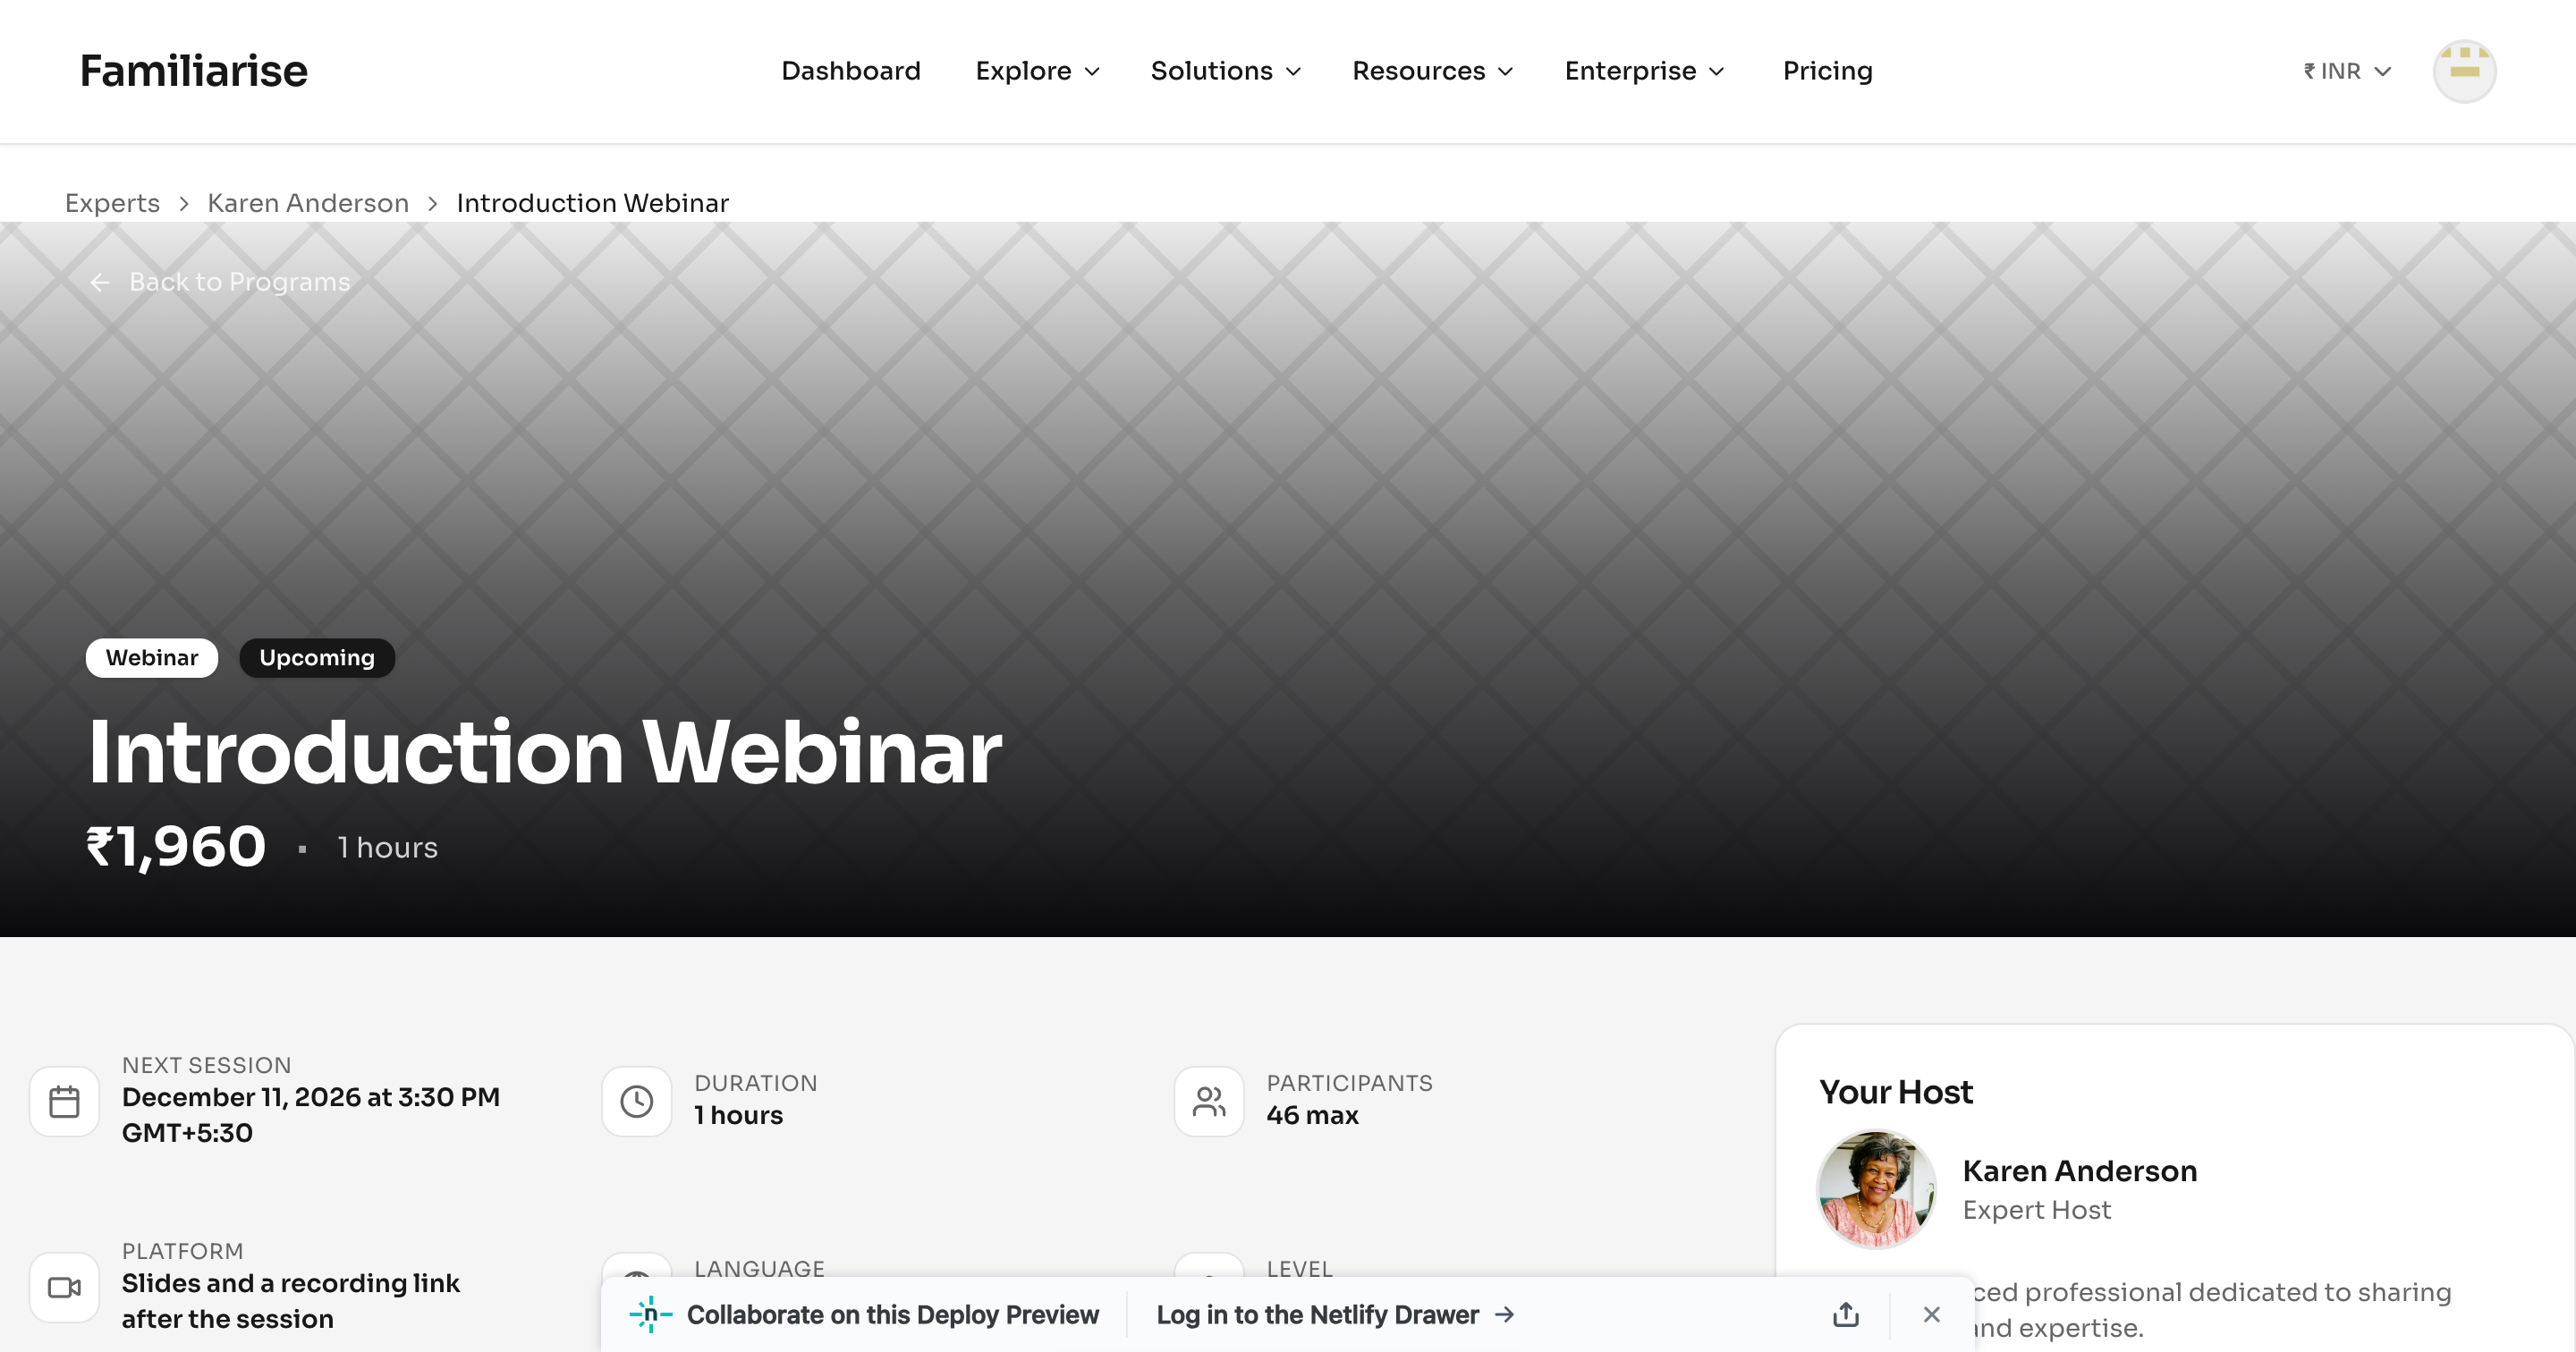 Familiarise
Dashboard Explore Solutions Resources Enterprise Pricing
₹ INR
Experts > Karen Anderson > Introduction Webinar
← Back to Programs
Webinar Upcoming
Introduction Webinar
₹1,960 ▪ 1 hours
NEXT SESSION
December 11, 2026 at 3:30 PM
GMT+5:30
DURATION
1 hours
PARTICIPANTS
46 max
PLATFORM
Slides and a recording link
after the session
LANGUAGE
LEVEL
Your Host
Karen Anderson
Expert Host
professional dedicated to sharing
expertise.
Collaborate on this Deploy Preview
Log in to the Netlify Drawer →